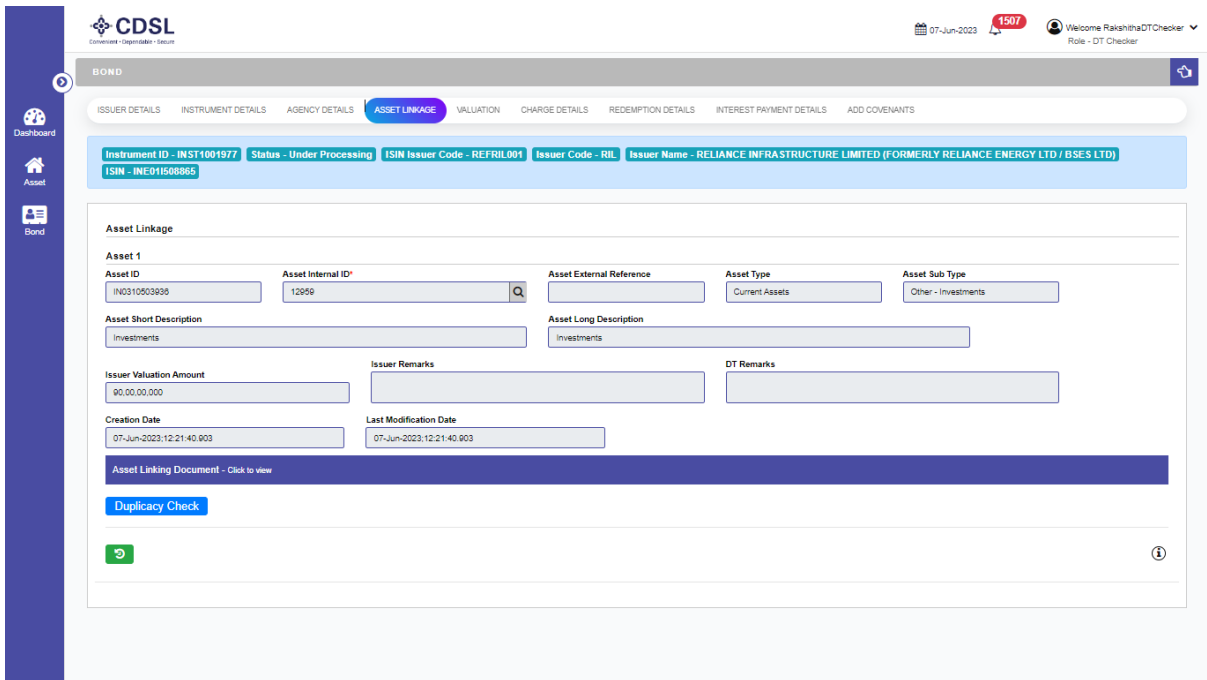 CDSL
Convenient • Dependable • Secure
07-Jun-2023
1507
Welcome RakshithaDTChecker
Role - DT Checker
BOND
Dashboard
Asset
Bond
ISSUER DETAILS INSTRUMENT DETAILS AGENCY DETAILS ASSET LINKAGE VALUATION CHARGE DETAILS REDEMPTION DETAILS INTEREST PAYMENT DETAILS ADD COVENANTS
Instrument ID - INST1001977 Status - Under Processing ISIN Issuer Code - REFRIL001 Issuer Code - RIL Issuer Name - RELIANCE INFRASTRUCTURE LIMITED (FORMERLY RELIANCE ENERGY LTD / BSES LTD)
ISIN - INE01I508865
Asset Linkage
Asset 1
Asset ID Asset Internal ID* Asset External Reference Asset Type Asset Sub Type
IN0310503936 12959 Current Assets Other - Investments
Asset Short Description Asset Long Description
Investments Investments
Issuer Valuation Amount Issuer Remarks DT Remarks
90,00,00,000
Creation Date Last Modification Date
07-Jun-2023;12:21:40.903 07-Jun-2023;12:21:40.903
Asset Linking Document - Click to view
Duplicacy Check